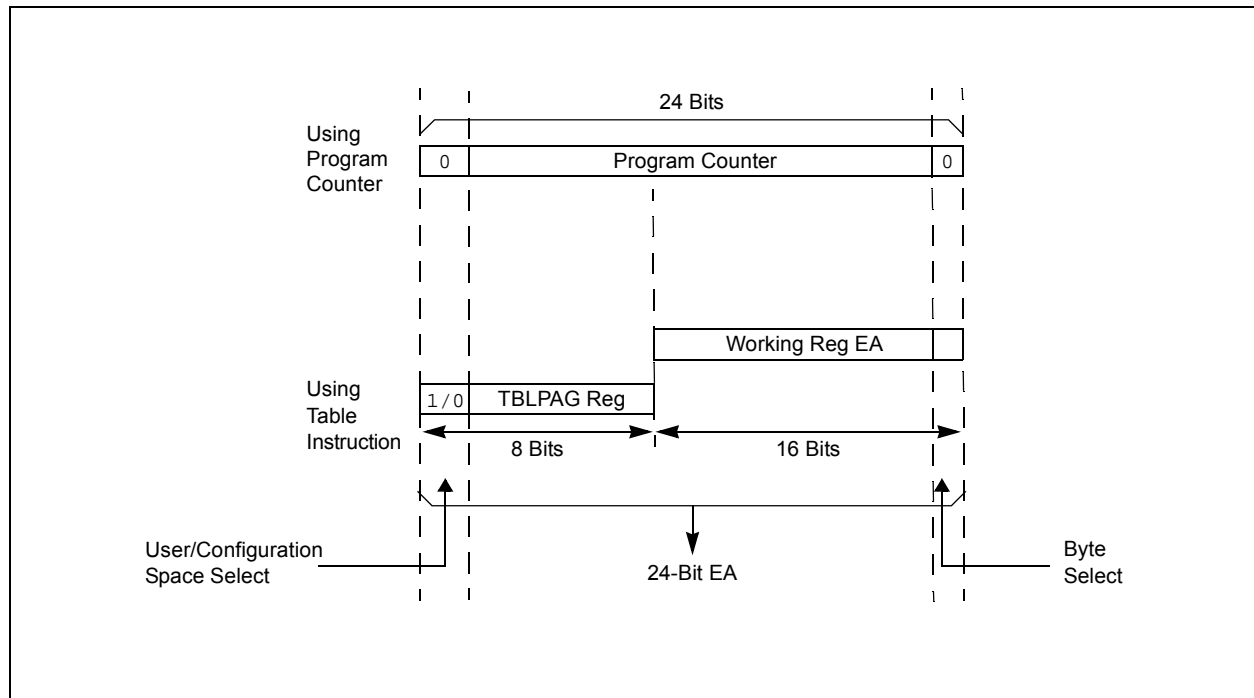 24 Bits
Using
Program
Counter
0
Program Counter
0
Working Reg EA
Using
Table
Instruction
1/0
TBLPAG Reg
8 Bits
16 Bits
User/Configuration
Space Select
24-Bit EA
Byte
Select